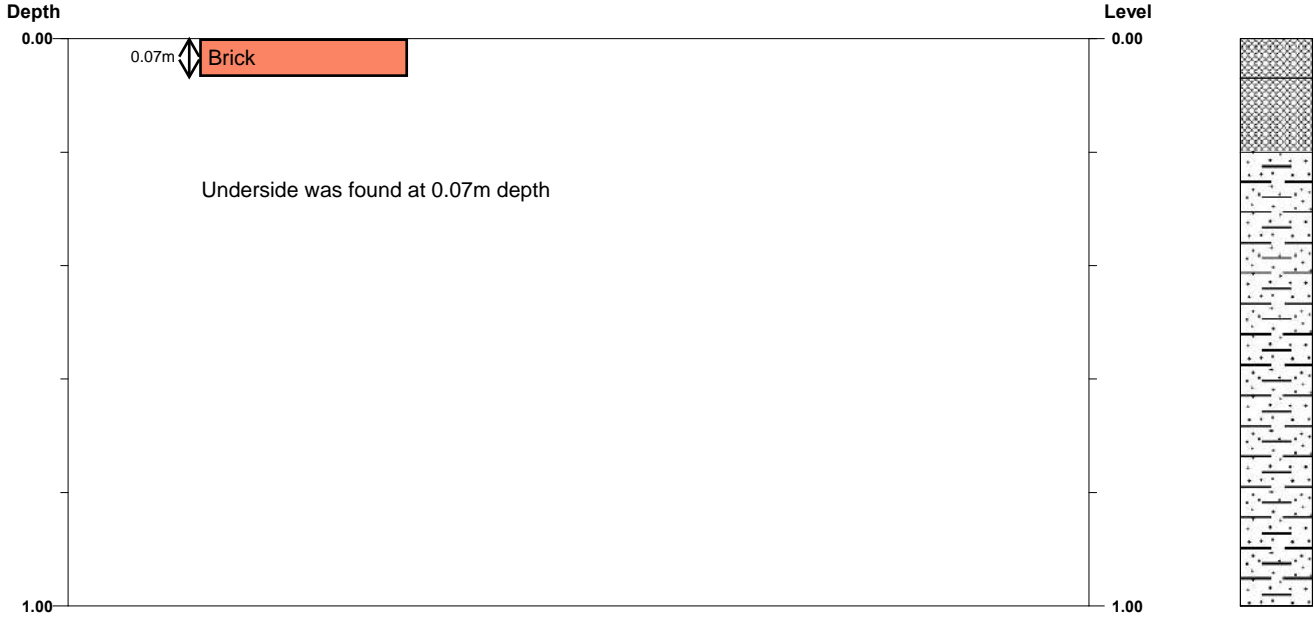 Depth
Level
0.00
0.00
0.07m
Brick
Underside was found at 0.07m depth
1.00
1.00